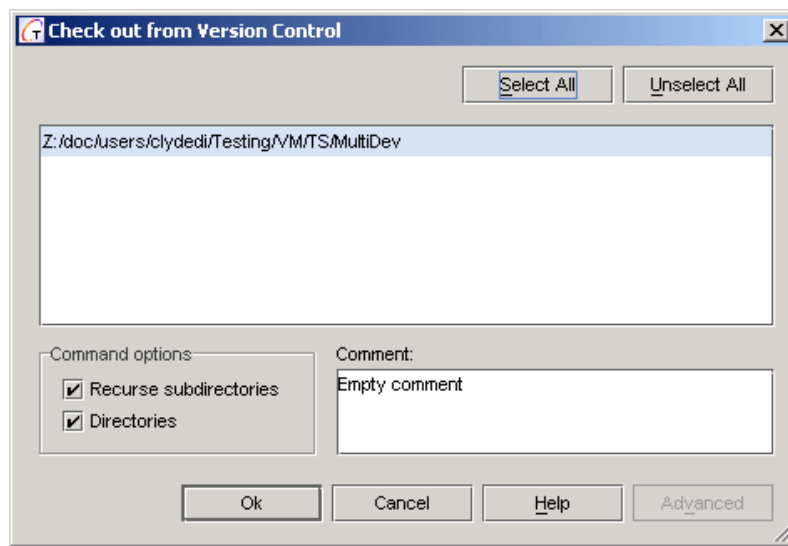 Check out from Version Control
Select All
Unselect All
Z:/doc/users/clydedi/Testing/VM/TS/MultiDev
Command options
Recurse subdirectories
Directories
Comment:
Empty comment
Ok
Cancel
Help
Advanced